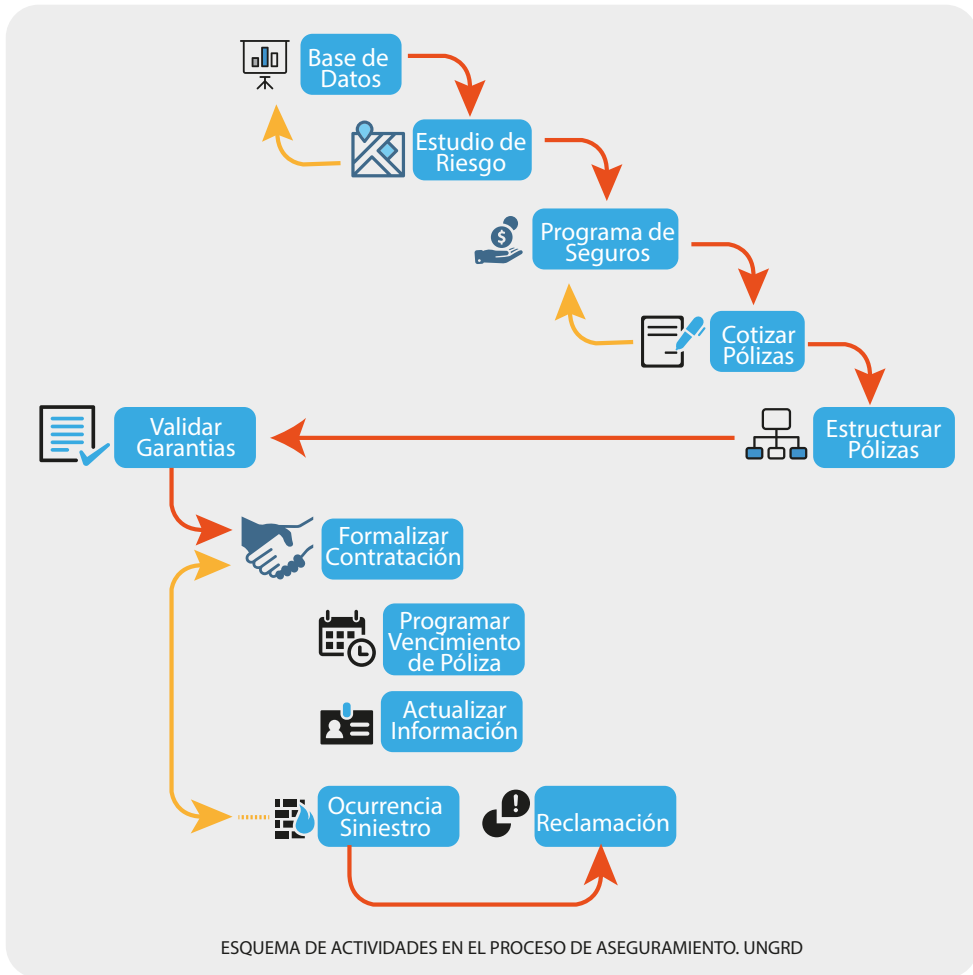 Base de
Datos
Estudio de
Riesgo
Programa de
Seguros
Cotizar
Pólizas
Estructurar
Pólizas
Validar
Garantias
Formalizar
Contratación
Programar
Vencimiento
de Póliza
Actualizar
Información
Ocurrencia
Siniestro
Reclamación
ESQUEMA DE ACTIVIDADES EN EL PROCESO DE ASEGURAMIENTO. UNGRD